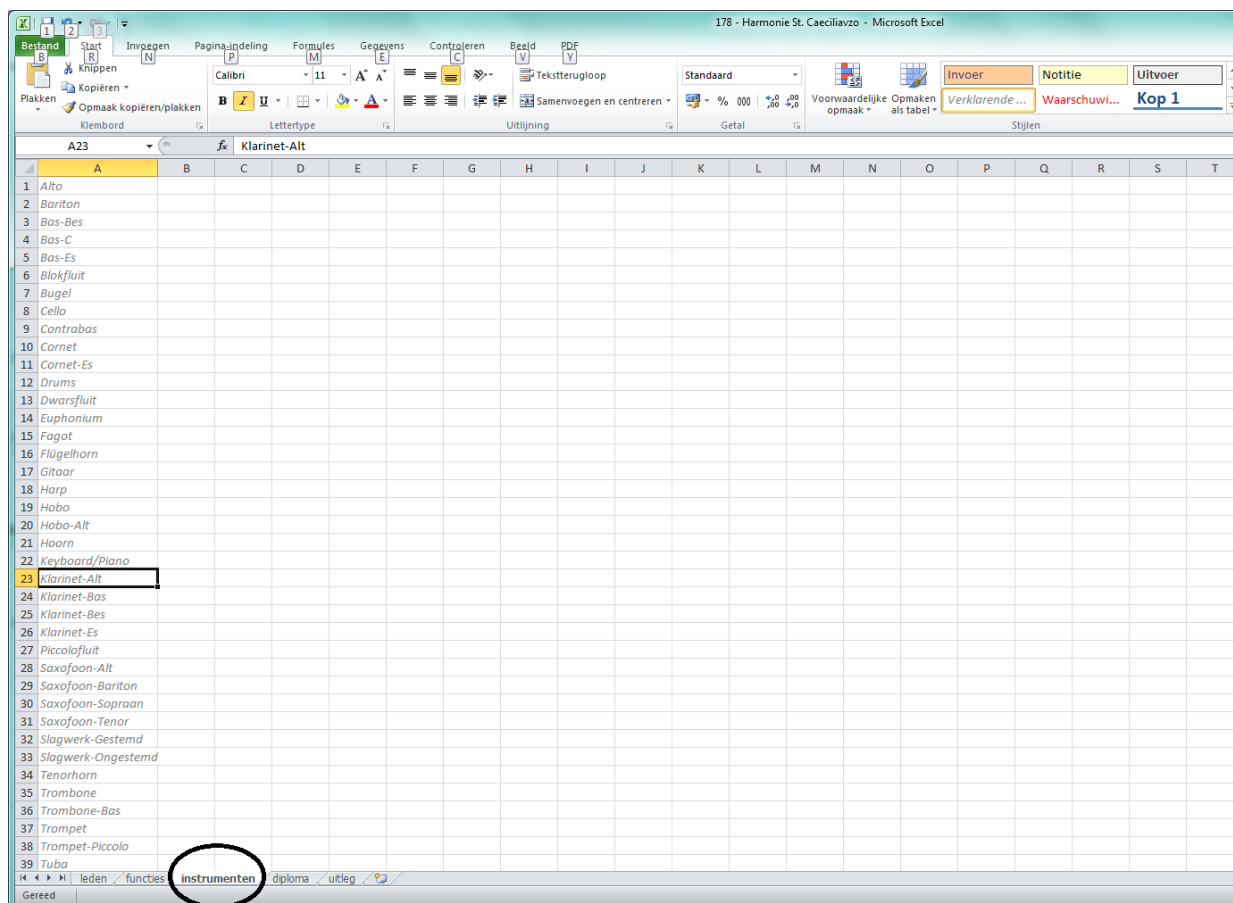 178 - Harmonie St. Caeciliavzo - Microsoft Excel
1 2 3
Bestand Start Invoegen Pagina-indeling Formules Gegevens Controleren Beeld PDF
B R N P M E C V Y
Plakken
Knippen
Kopiëren
Opmaak kopiëren/plakken
Klembord
Calibri 11 A A
B I U A
Lettertype
Tekstterugloop
Samenvoegen en centreren
Uitlijning
Standaard
% 000 ,00 ,00
Getal
Voorwaardelijke opmaak
Opmaken als tabel
Invoer Notitie Uitvoer
Verklarende ... Waarschuwi... Kop 1
Stijlen
A23 fx Klarinet-Alt
A B C D E F G H I J K L M N O P Q R S T
1 Alto
2 Bariton
3 Bas-Bes
4 Bas-C
5 Bas-Es
6 Blokfluit
7 Bugel
8 Cello
9 Contrabas
10 Cornet
11 Cornet-Es
12 Drums
13 Dwarsfluit
14 Euphonium
15 Fagot
16 Flügelhorn
17 Gitaar
18 Harp
19 Hobo
20 Hobo-Alt
21 Hoorn
22 Keyboard/Piano
23 Klarinet-Alt
24 Klarinet-Bas
25 Klarinet-Bes
26 Klarinet-Es
27 Piccolofluit
28 Saxofoon-Alt
29 Saxofoon-Bariton
30 Saxofoon-Sopraan
31 Saxofoon-Tenor
32 Slagwerk-Gestemd
33 Slagwerk-Ongestemd
34 Tenorhorn
35 Trombone
36 Trombone-Bas
37 Trompet
38 Trompet-Piccolo
39 Tuba
leden functies instrumenten diploma uitleg
Gereed